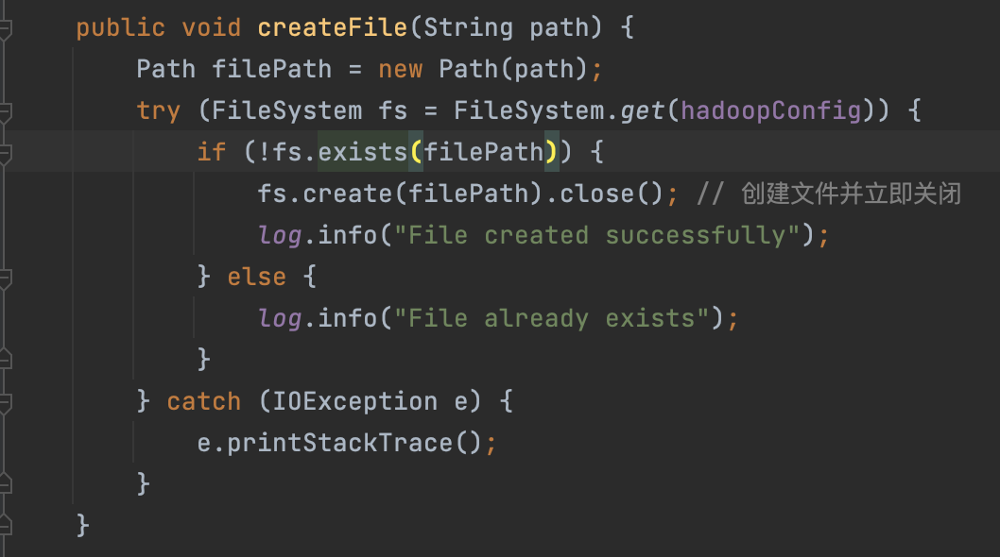 public void createFile(String path) {
Path filePath = new Path(path);
try (FileSystem fs = FileSystem.get(hadoopConfig)) {
if (!fs.exists(filePath)) {
fs.create(filePath).close(); // 创建文件并立即关闭
log.info("File created successfully");
} else {
log.info("File already exists");
}
} catch (IOException e) {
e.printStackTrace();
}
}